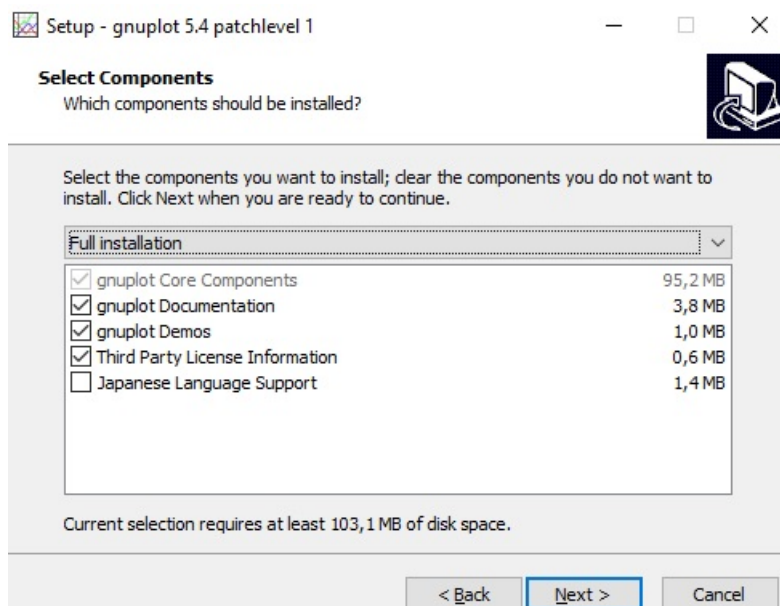 Setup - gnuplot 5.4 patchlevel 1
Select Components
Which components should be installed?
Select the components you want to install; clear the components you do not want to
install. Click Next when you are ready to continue.
Full installation
gnuplot Core Components 95,2 MB
gnuplot Documentation 3,8 MB
gnuplot Demos 1,0 MB
Third Party License Information 0,6 MB
Japanese Language Support 1,4 MB
Current selection requires at least 103,1 MB of disk space.
< Back Next > Cancel